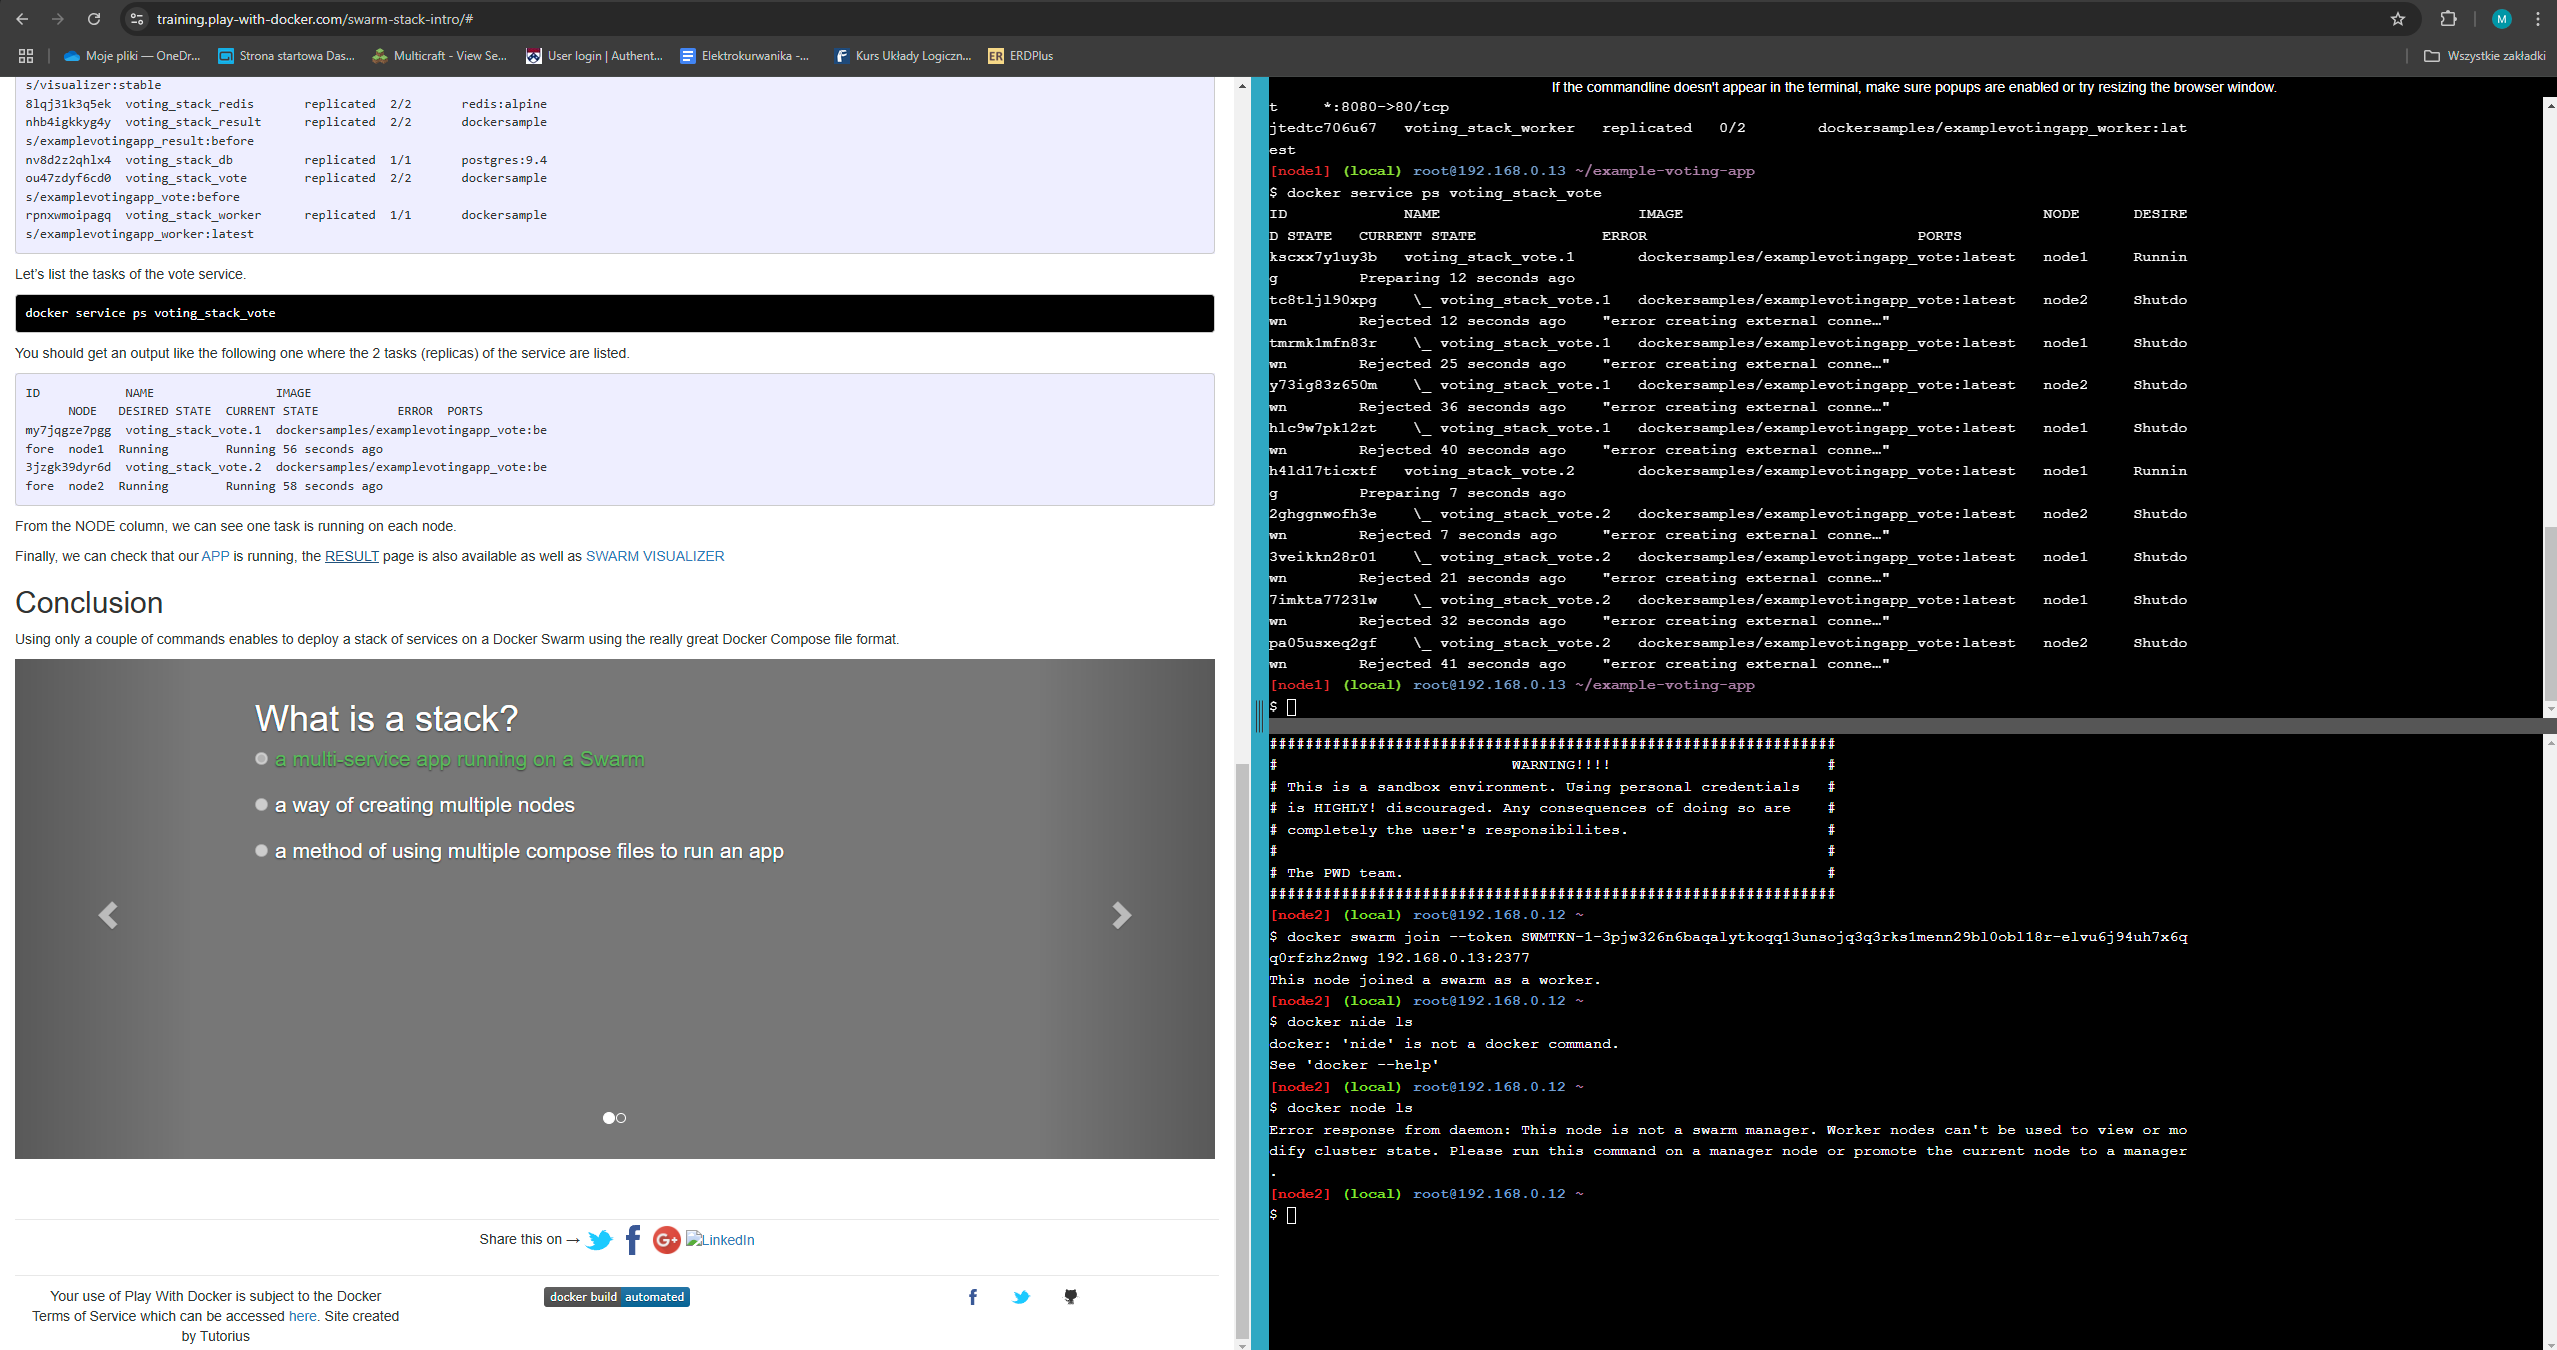 training.play-with-docker.com/swarm-stack-intro/#
M
Moje pliki — OneDr...
Strona startowa Das...
Multicraft - View Se...
User login | Authent...
Elektrokurwanika -...
Kurs Układy Logiczn...
ER ERDPlus
Wszystkie zakładki
s/visualizer:stable
8lqj31k3q5ek  voting_stack_redis       replicated  2/2       redis:alpine
nhb4igkkyg4y  voting_stack_result      replicated  2/2       dockersample
s/examplevotingapp_result:before
nv8d2z2qhlx4  voting_stack_db          replicated  1/1       postgres:9.4
ou47zdyf6cd0  voting_stack_vote        replicated  2/2       dockersample
s/examplevotingapp_vote:before
rpnxwmoipagq  voting_stack_worker      replicated  1/1       dockersample
s/examplevotingapp_worker:latest
Let's list the tasks of the vote service.
docker service ps voting_stack_vote
You should get an output like the following one where the 2 tasks (replicas) of the service are listed.
ID            NAME                 IMAGE
NODE   DESIRED STATE  CURRENT STATE           ERROR  PORTS
my7jqgze7pgg  voting_stack_vote.1  dockersamples/examplevotingapp_vote:be
fore  node1  Running        Running 56 seconds ago
3jzgk39dyr6d  voting_stack_vote.2  dockersamples/examplevotingapp_vote:be
fore  node2  Running        Running 58 seconds ago
From the NODE column, we can see one task is running on each node.
Finally, we can check that our APP is running, the RESULT page is also available as well as SWARM VISUALIZER
Conclusion
Using only a couple of commands enables to deploy a stack of services on a Docker Swarm using the really great Docker Compose file format.
What is a stack?
a multi-service app running on a Swarm
a way of creating multiple nodes
a method of using multiple compose files to run an app
Share this on → LinkedIn
Your use of Play With Docker is subject to the Docker
Terms of Service which can be accessed here. Site created
by Tutorius
docker build automated
If the commandline doesn't appear in the terminal, make sure popups are enabled or try resizing the browser window.
t     *:8080->80/tcp
jtedtc706u67   voting_stack_worker   replicated   0/2        dockersamples/examplevotingapp_worker:lat
est
[node1] (local) root@192.168.0.13 ~/example-voting-app
$ docker service ps voting_stack_vote
ID             NAME                      IMAGE                                        NODE      DESIRE
D STATE   CURRENT STATE              ERROR                              PORTS
kscxx7y1uy3b   voting_stack_vote.1       dockersamples/examplevotingapp_vote:latest   node1     Runnin
g         Preparing 12 seconds ago
tc8tljl90xpg    \_ voting_stack_vote.1   dockersamples/examplevotingapp_vote:latest   node2     Shutdo
wn        Rejected 12 seconds ago    "error creating external conne…"
tmrmk1mfn83r    \_ voting_stack_vote.1   dockersamples/examplevotingapp_vote:latest   node1     Shutdo
wn        Rejected 25 seconds ago    "error creating external conne…"
y73ig83z650m    \_ voting_stack_vote.1   dockersamples/examplevotingapp_vote:latest   node2     Shutdo
wn        Rejected 36 seconds ago    "error creating external conne…"
hlc9w7pk12zt    \_ voting_stack_vote.1   dockersamples/examplevotingapp_vote:latest   node1     Shutdo
wn        Rejected 40 seconds ago    "error creating external conne…"
h4ld17ticxtf   voting_stack_vote.2       dockersamples/examplevotingapp_vote:latest   node1     Runnin
g         Preparing 7 seconds ago
2ghggnwofh3e    \_ voting_stack_vote.2   dockersamples/examplevotingapp_vote:latest   node2     Shutdo
wn        Rejected 7 seconds ago     "error creating external conne…"
3veikkn28r01    \_ voting_stack_vote.2   dockersamples/examplevotingapp_vote:latest   node1     Shutdo
wn        Rejected 21 seconds ago    "error creating external conne…"
7imkta7723lw    \_ voting_stack_vote.2   dockersamples/examplevotingapp_vote:latest   node1     Shutdo
wn        Rejected 32 seconds ago    "error creating external conne…"
pa05usxeq2gf    \_ voting_stack_vote.2   dockersamples/examplevotingapp_vote:latest   node2     Shutdo
wn        Rejected 41 seconds ago    "error creating external conne…"
[node1] (local) root@192.168.0.13 ~/example-voting-app
$
###############################################################
#                          WARNING!!!!                        #
# This is a sandbox environment. Using personal credentials   #
# is HIGHLY! discouraged. Any consequences of doing so are    #
# completely the user's responsibilites.                      #
#                                                             #
# The PWD team.                                               #
###############################################################
[node2] (local) root@192.168.0.12 ~
$ docker swarm join --token SWMTKN-1-3pjw326n6baqalytkoqq13unsojq3q3rks1menn29bl0obl18r-elvu6j94uh7x6q
q0rfzhz2nwg 192.168.0.13:2377
This node joined a swarm as a worker.
[node2] (local) root@192.168.0.12 ~
$ docker nide ls
docker: 'nide' is not a docker command.
See 'docker --help'
[node2] (local) root@192.168.0.12 ~
$ docker node ls
Error response from daemon: This node is not a swarm manager. Worker nodes can't be used to view or mo
dify cluster state. Please run this command on a manager node or promote the current node to a manager
.
[node2] (local) root@192.168.0.12 ~
$